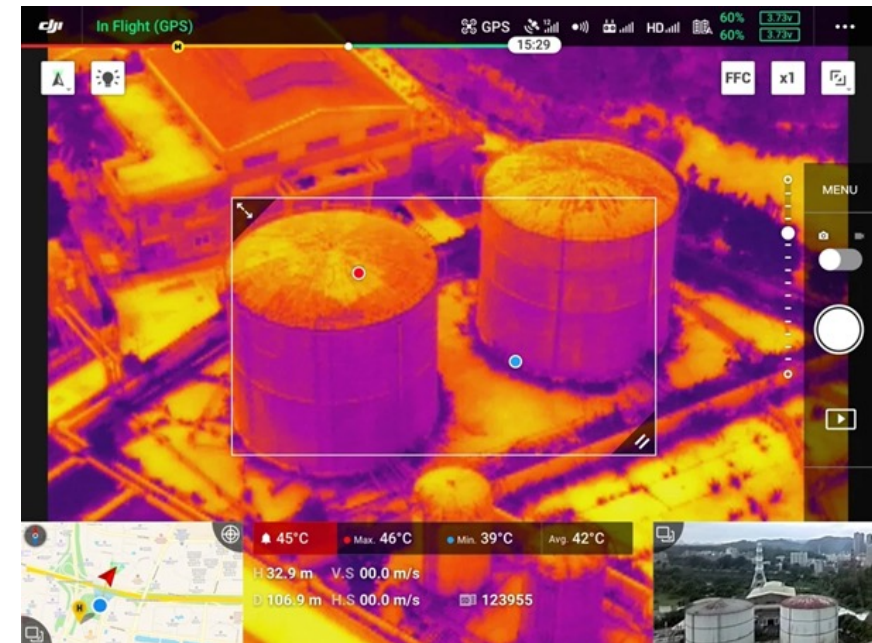 dji In Flight (GPS) GPS 12 HD 60% 3.73v
60% 3.73v
15:29
FFC x1
MENU
H
45°C Max. 46°C Min. 39°C Avg. 42°C
H 32.9 m V.S 00.0 m/s
D 106.9 m H.S 00.0 m/s 123955
H